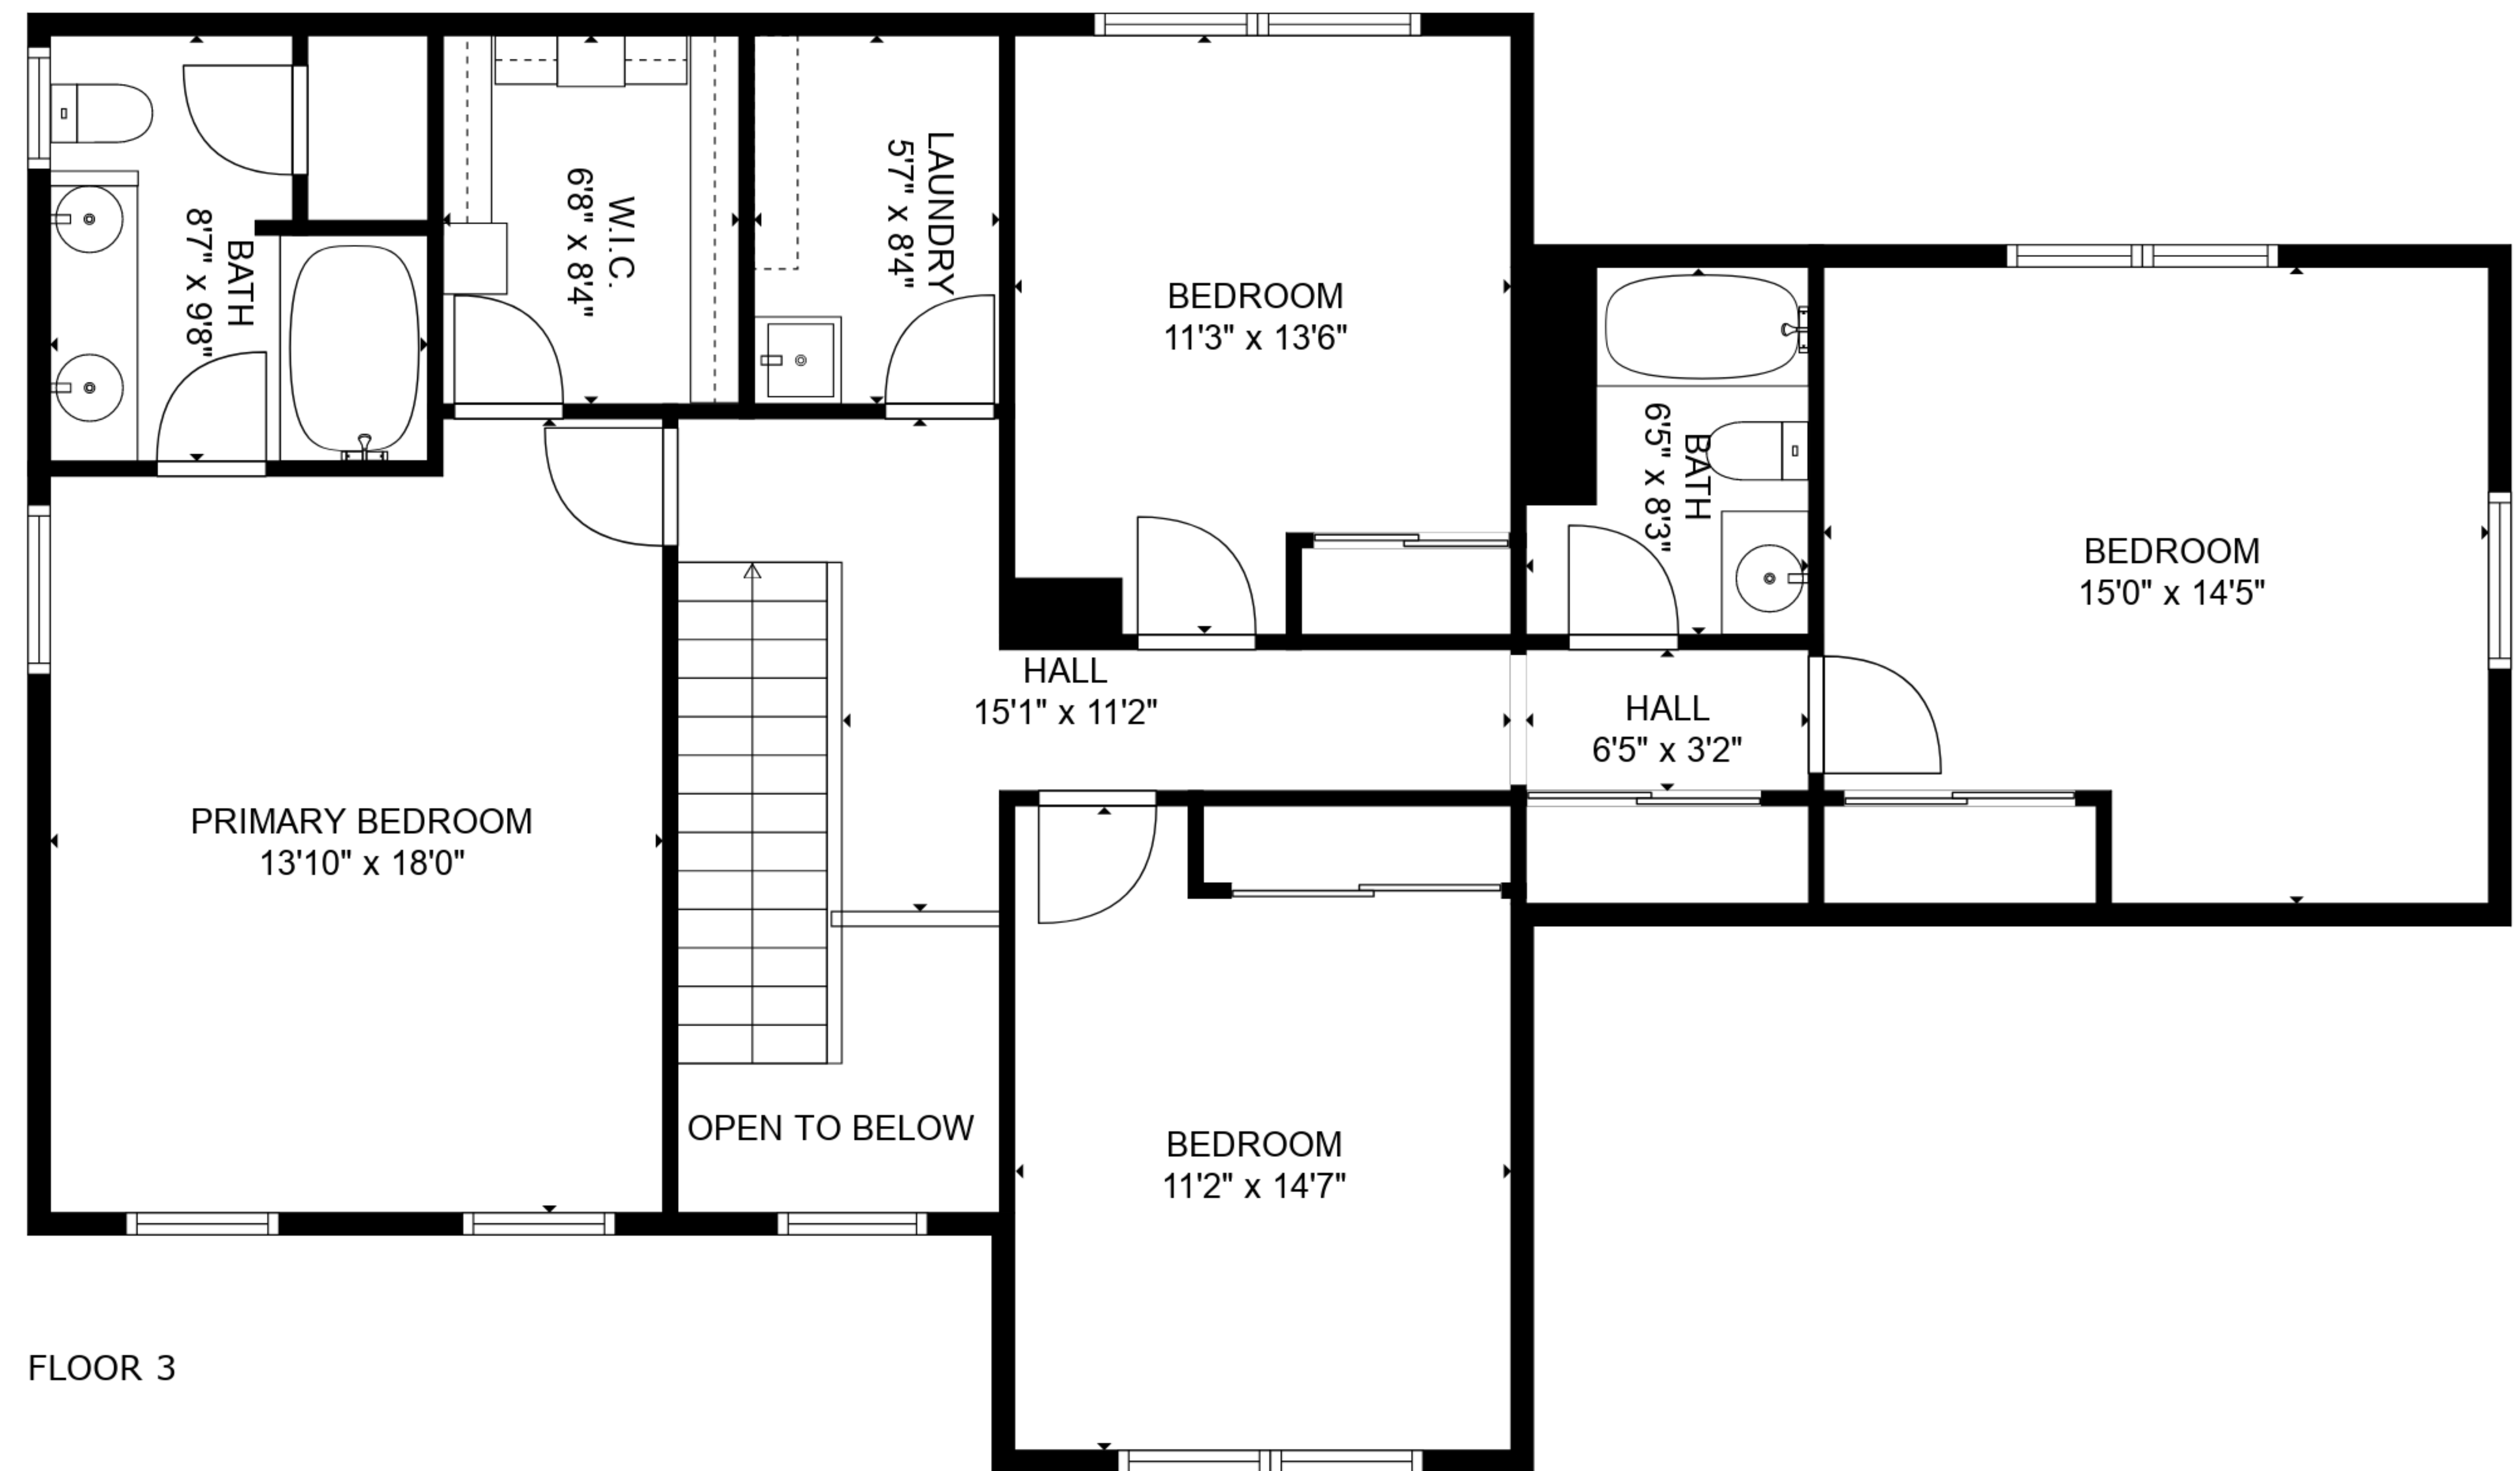 BATH
8'7" x 9'8"
W.I.C.
6'8" x 8'4"
LAUNDRY
5'7" x 8'4"
BEDROOM
11'3" x 13'6"
BATH
6'5" x 8'3"
BEDROOM
15'0" x 14'5"
HALL
15'1" x 11'2"
HALL
6'5" x 3'2"
PRIMARY BEDROOM
13'10" x 18'0"
OPEN TO BELOW
BEDROOM
11'2" x 14'7"
FLOOR 3